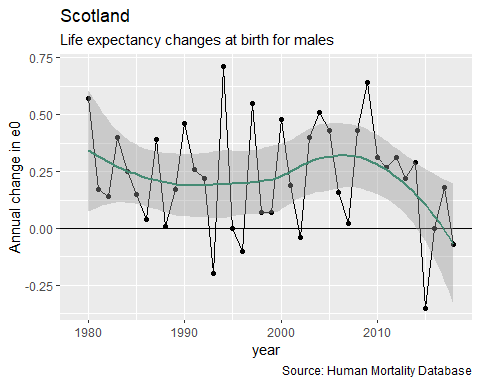 Scotland
Life expectancy changes at birth for males
Annual change in e0
0.75
0.50
0.25
0.00
-0.25
1980
1990
2000
2010
year
Source: Human Mortality Database